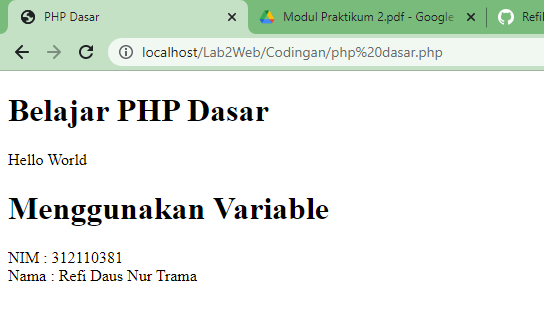 PHP Dasar
Modul Praktikum 2.pdf - Google
Refil
localhost/Lab2Web/Codingan/php%20dasar.php
Belajar PHP Dasar
Hello World
Menggunakan Variable
NIM : 312110381
Nama : Refi Daus Nur Trama